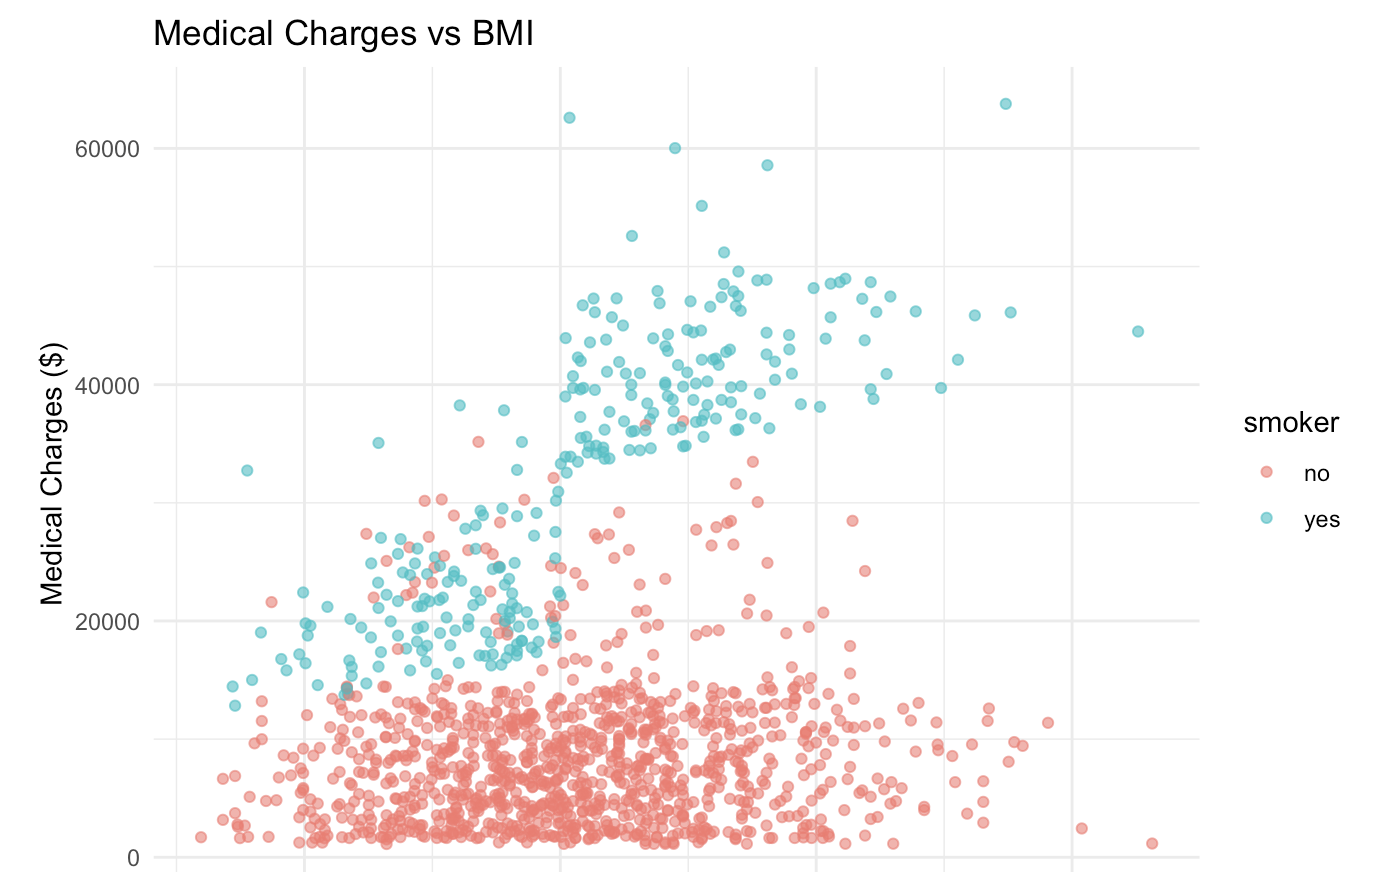 Medical Charges vs BMI
60000
40000
20000
0
Medical Charges ($)
smoker
no
yes